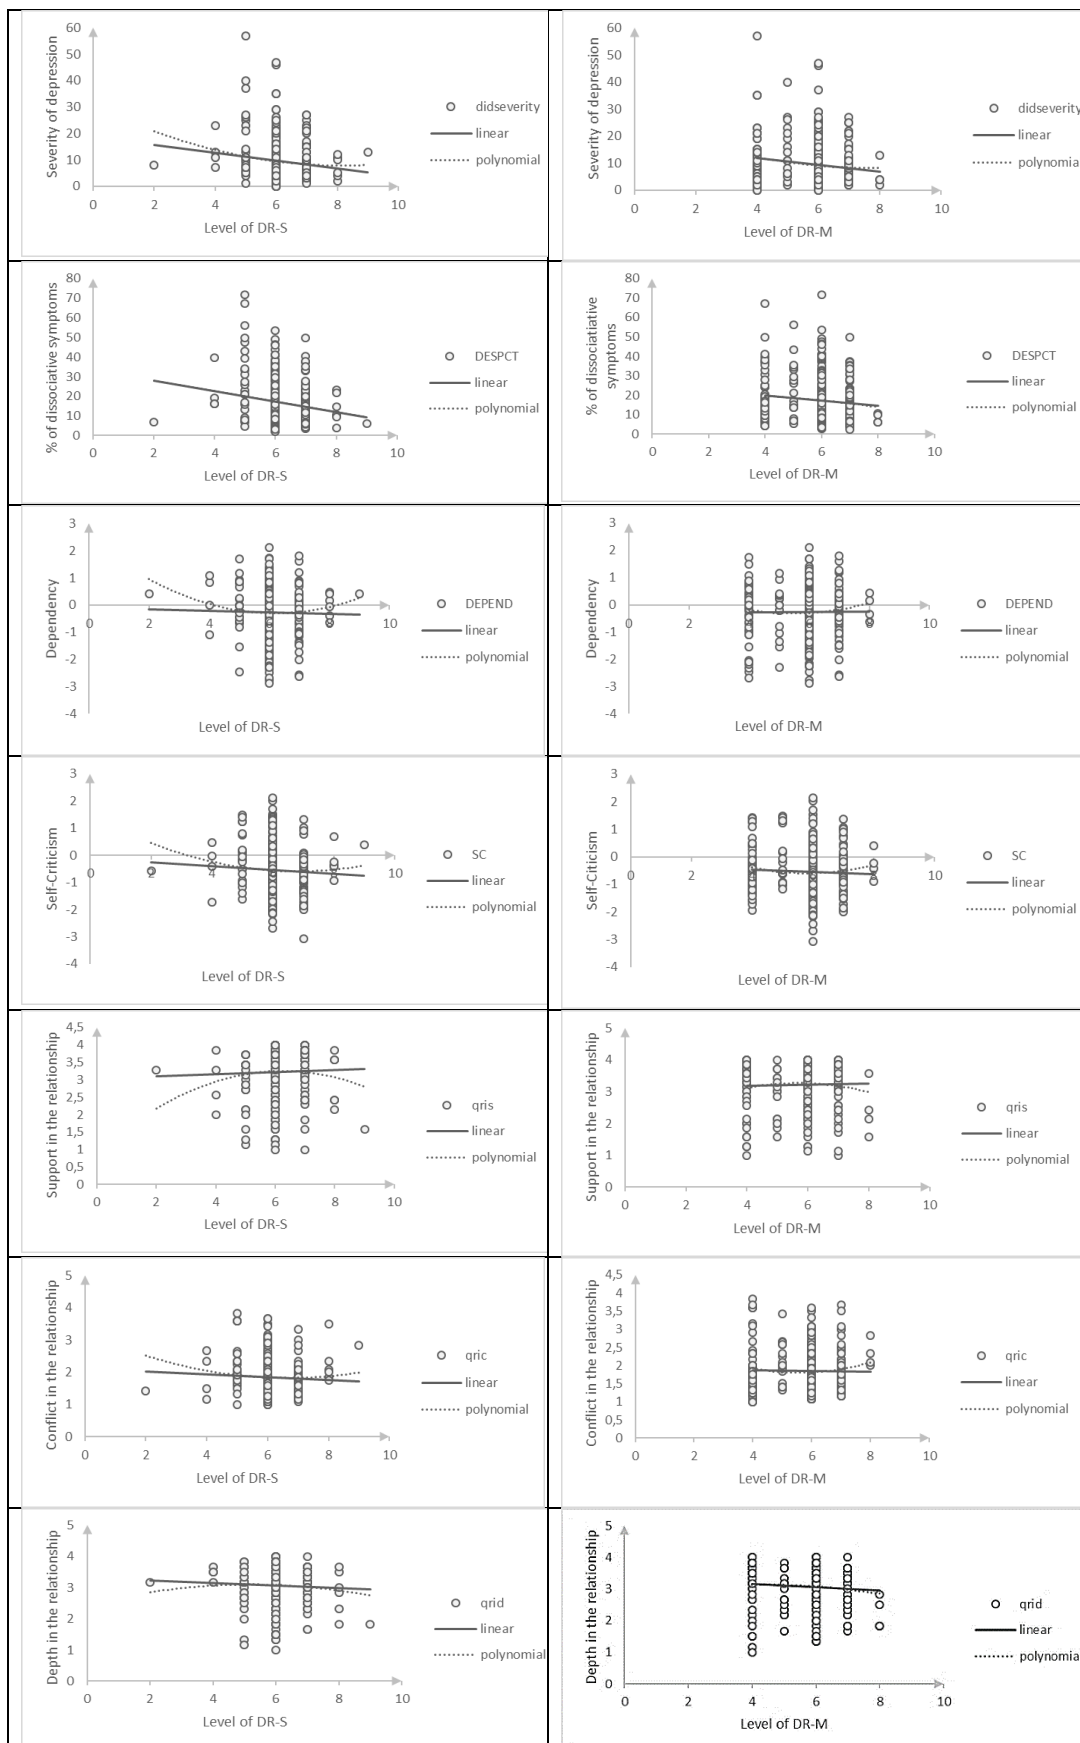 Severity of depression
60
50
40
30
20
10
0
0 2 4 6 8 10
Level of DR-S
didseverity
linear
polynomial
Severity of depression
60
50
40
30
20
10
0
0 2 4 6 8 10
Level of DR-M
didseverity
linear
polynomia
% of dissociative symptoms
80
70
60
50
40
30
20
10
0
0 2 4 6 8 10
Level of DR-S
DESPCT
linear
polynomial
% of dissociatiative
symptoms
80
70
60
50
40
30
20
10
0
0 2 4 6 8 10
Level of DR-M
DESPCT
linear
polynomial
Dependency
3
2
1
0
-1
-2
-3
-4
0 2 4 6 8 10
Level of DR-S
DEPEND
linear
polynomial
Dependency
3
2
1
0
-1
-2
-3
-4
0 2 10
Level of DR-M
DEPEND
linear
polynomial
Self-Criticism
3
2
1
0
-1
-2
-3
-4
0 2 4 10
Level of DR-S
SC
linear
polynomial
Self-Citicism
3
2
1
0
-1
-2
-3
-4
0 2 10
Level of DR-M
SC
linear
polynomial
Support in the relationship
4,5
4
3,5
3
2,5
2
1,5
1
0,5
0
0 2 4 6 8 10
Level of DR-S
qris
linear
polynomial
Support in the relationship
5
4
3
2
1
0
0 2 4 6 8 10
Level of DR-M
qris
linear
polynomial
Conflict in the relationship
5
4
3
2
1
0
0 2 4 6 8 10
Level of DR-S
qric
linear
polynomial
Conflict in the relationship
4,5
4
3,5
3
2,5
2
1,5
1
0,5
0
0 2 4 6 8 10
Level of DR-M
qric
linear
polynomial
Depth in the relationship
5
4
3
2
1
0
0 2 4 6 8 10
Level of DR-S
qrid
linear
polynomial
Depth in the relationship
5
4
3
2
1
0
0 2 4 6 8 10
Level of DR-M
qrid
linear
polynomia